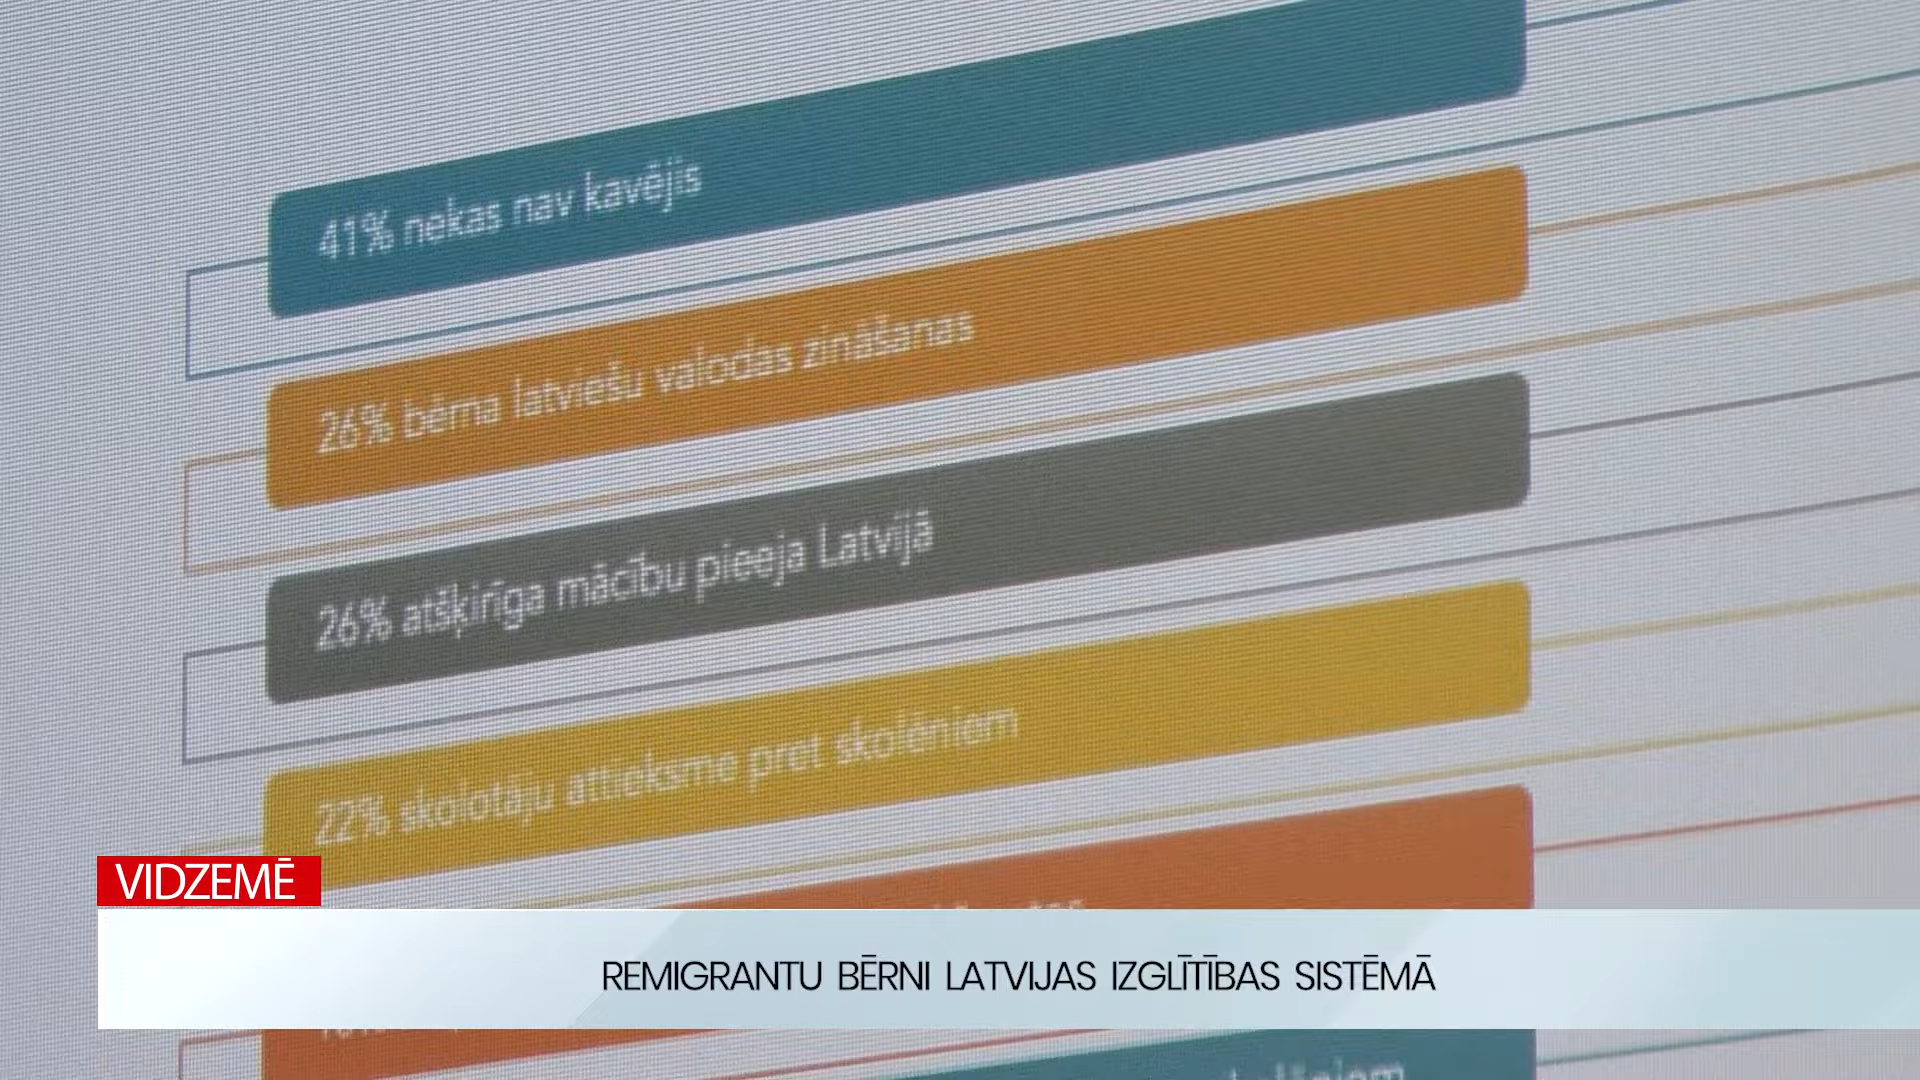 41% nekas nav kavējis
26% bērna latviešu valodas zināšanas
26% atšķirīga mācību pieeja Latvijā
22% skolotāju attieksme pret skolēniem
VIDZEMĒ
REMIGRANTU BĒRNI LATVIJAS IZGLĪTĪBAS SISTĒMĀ